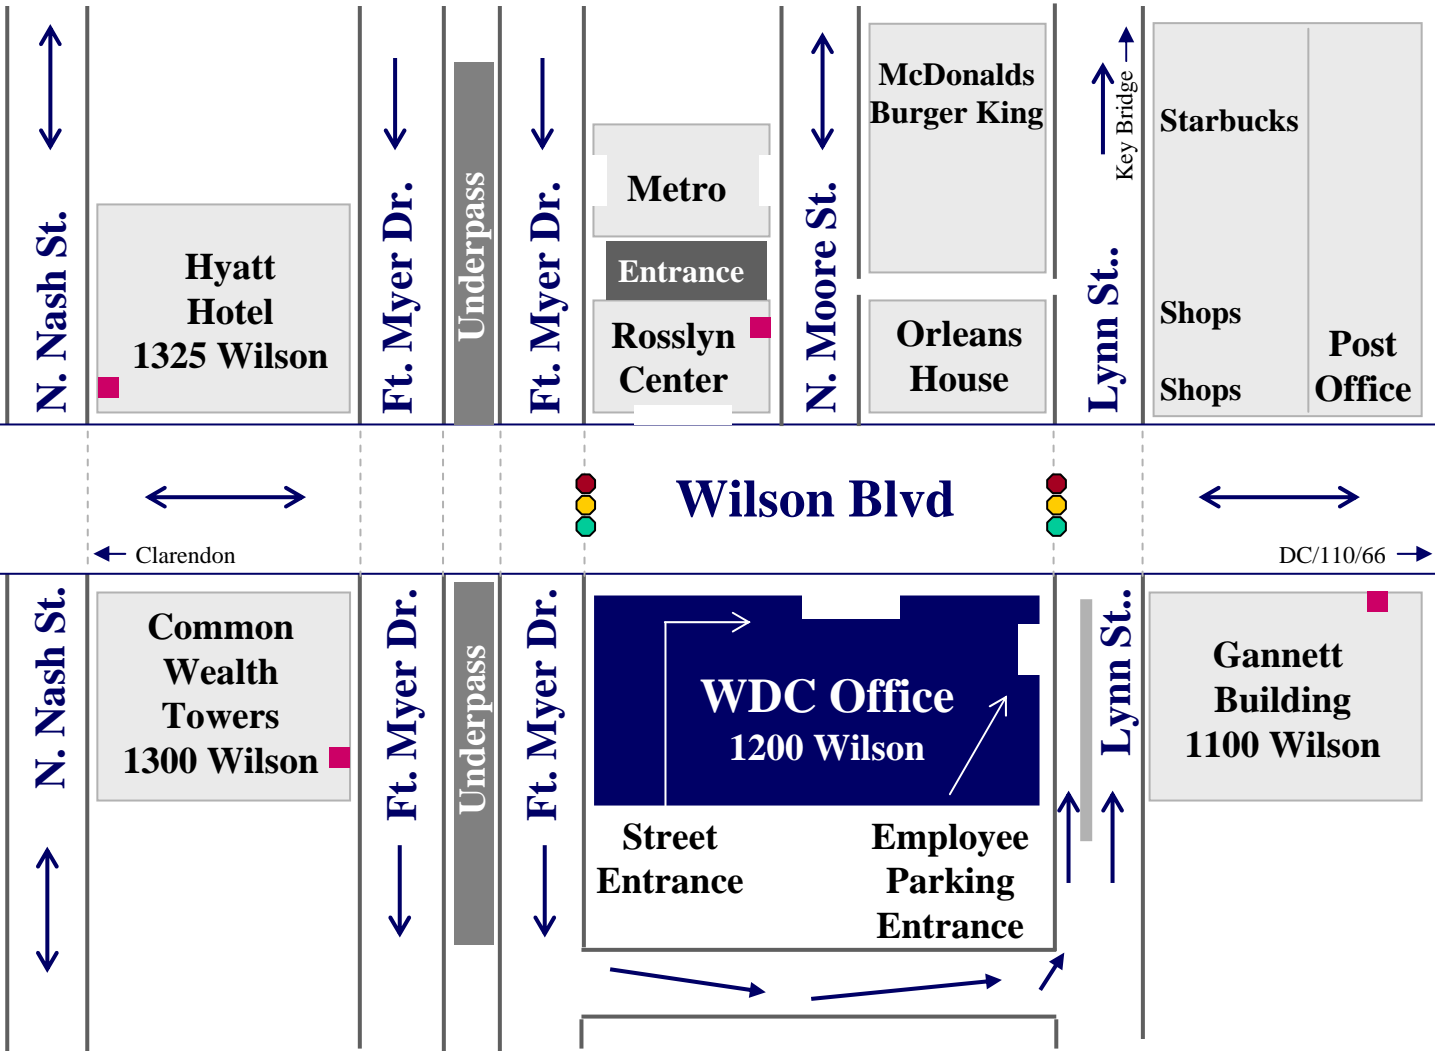 N. Nash St.
Hyatt
Hotel
1325 Wilson
Ft. Myer Dr.
Underpass
Ft. Myer Dr.
Metro
Entrance
Rosslyn
Center
N. Moore St.
McDonalds
Burger King
Orleans
House
Lynn St..
Key Bridge
Starbucks
Shops
Shops
Post
Office
Wilson Blvd
Clarendon
DC/110/66
N. Nash St.
Common
Wealth
Towers
1300 Wilson
Ft. Myer Dr.
Underpass
Ft. Myer Dr.
WDC Office
1200 Wilson
Street
Entrance
Employee
Parking
Entrance
Lynn St..
Gannett
Building
1100 Wilson